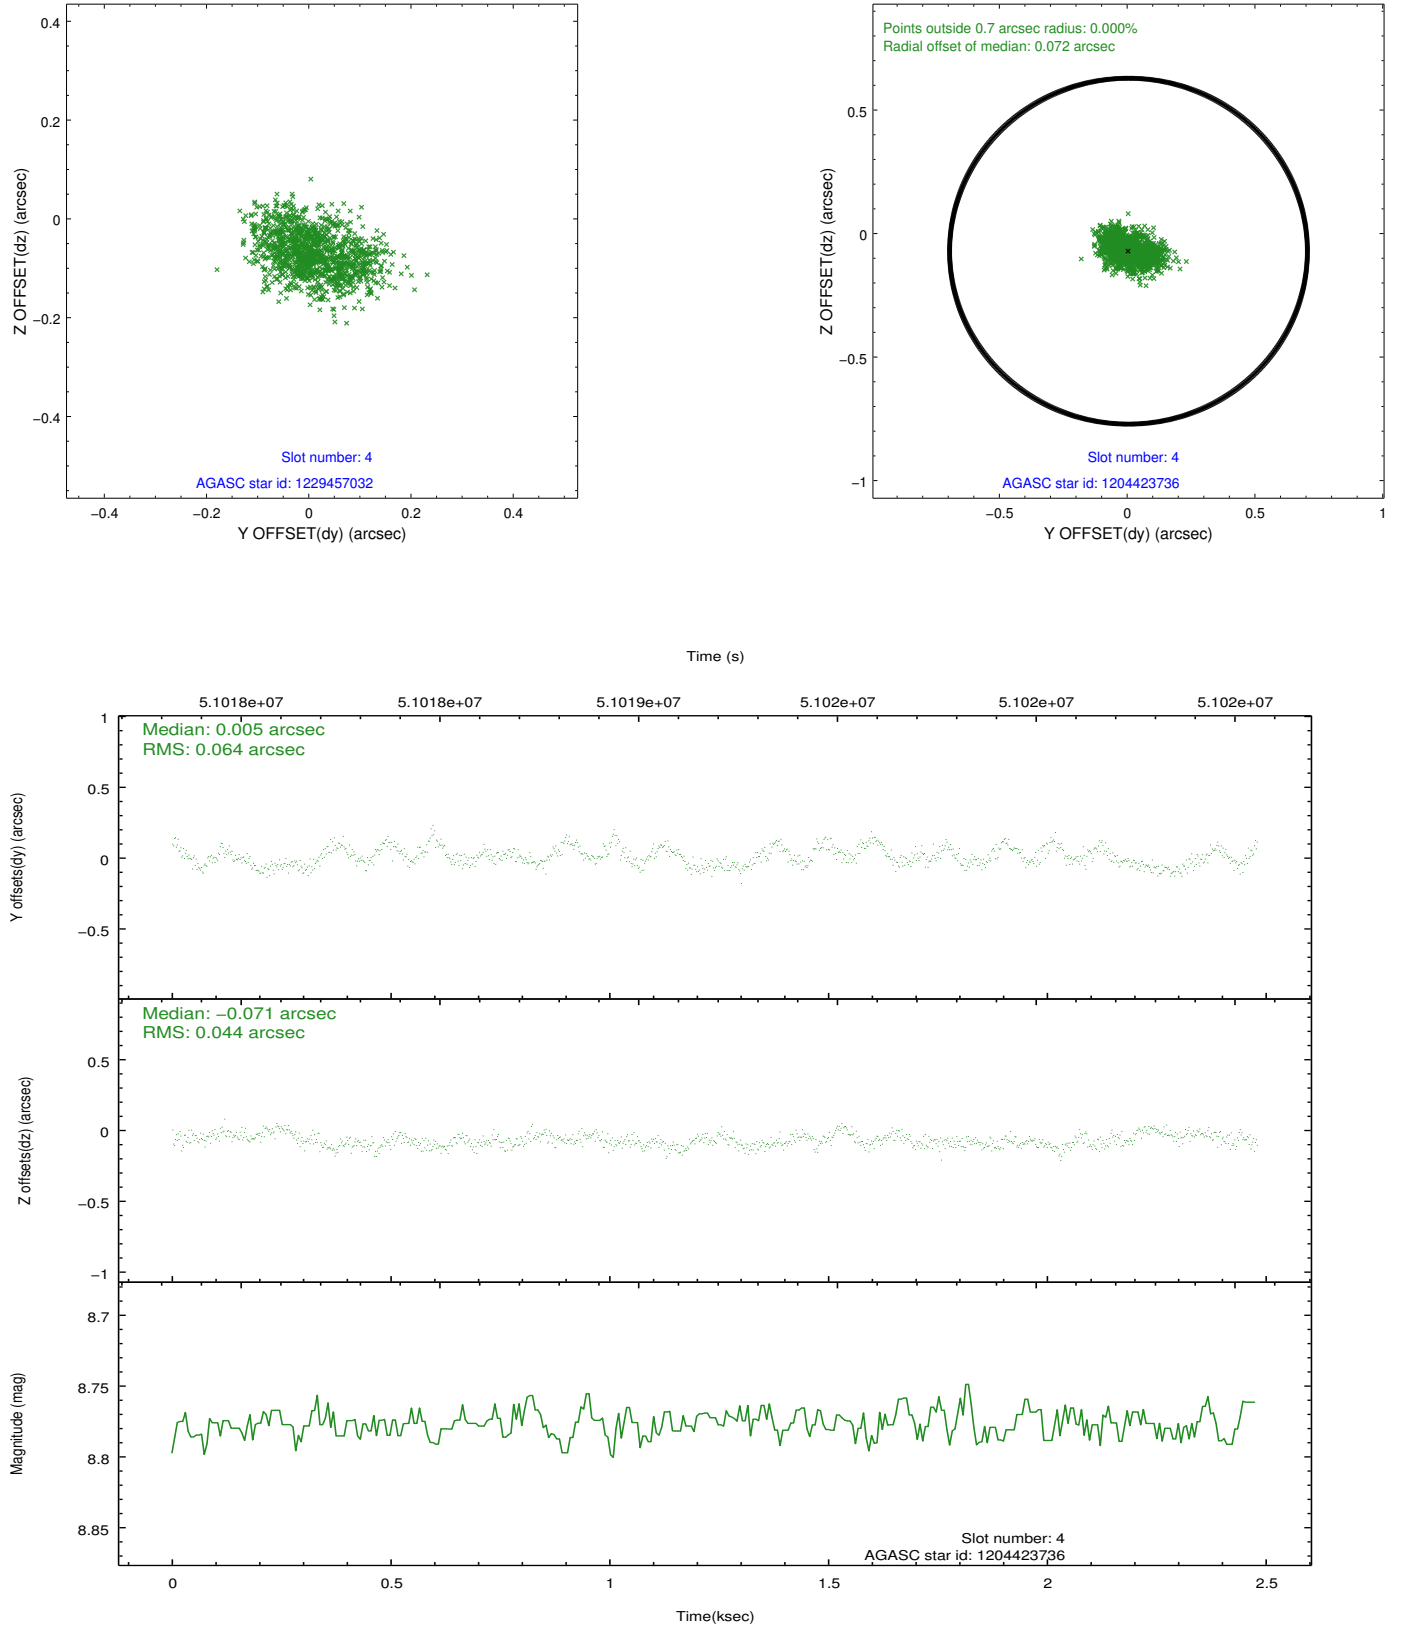 0.4
0.2
0
−0.2
−0.4
Z OFFSET(dz) (arcsec)
Slot number: 4
AGASC star id: 1229457032
−0.4
−0.2
0
0.2
0.4
Y OFFSET(dy) (arcsec)
Points outside 0.7 arcsec radius: 0.000%
Radial offset of median: 0.072 arcsec
0.5
0
−0.5
−1
Z OFFSET(dz) (arcsec)
Slot number: 4
AGASC star id: 1204423736
−0.5
0
0.5
1
Y OFFSET(dy) (arcsec)
Time (s)
5.1018e+07
5.1018e+07
5.1019e+07
5.102e+07
5.102e+07
5.102e+07
Median: 0.005 arcsec
RMS: 0.064 arcsec
1
0.5
0
−0.5
Y offsets(dy) (arcsec)
Median: −0.071 arcsec
RMS: 0.044 arcsec
0.5
0
−0.5
−1
Z offsets(dz) (arcsec)
8.7
8.75
8.8
8.85
Magnitude (mag)
Slot number: 4
AGASC star id: 1204423736
0
0.5
1
1.5
2
2.5
Time(ksec)